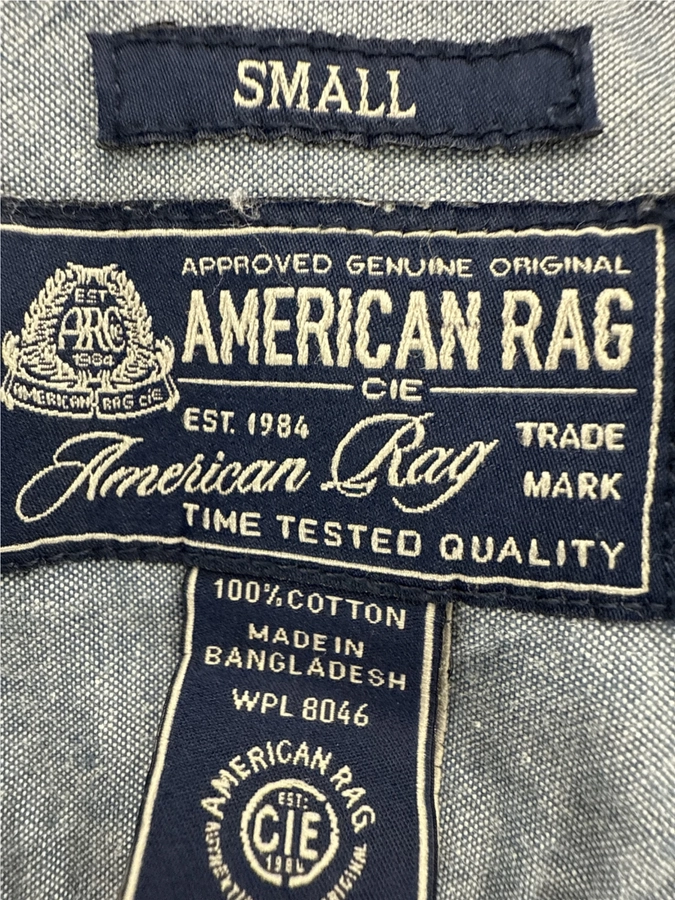 SMALL
APPROVED GENUINE ORIGINAL
AMERICAN RAG
CIE
EST
ARC
1984
AMERICAN RAG CIE
EST. 1984
American Rag
TRADE
MARK
TIME TESTED QUALITY
100% COTTON
MADE IN
BANGLADESH
WPL 8046
AMERICAN RAG
EST:
CIE
1984